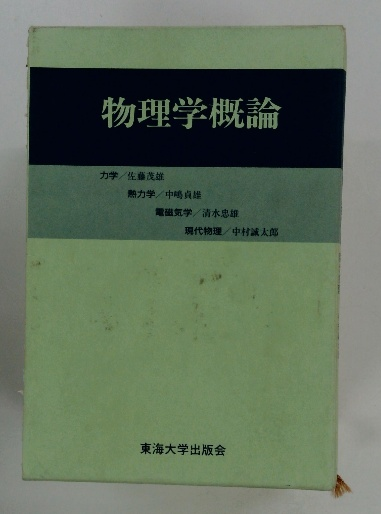 物理学概論
力学/佐藤茂雄
熱力学/中嶋貞雄
電磁気学/清水忠雄
現代物理/中村誠太郎
東海大学出版会